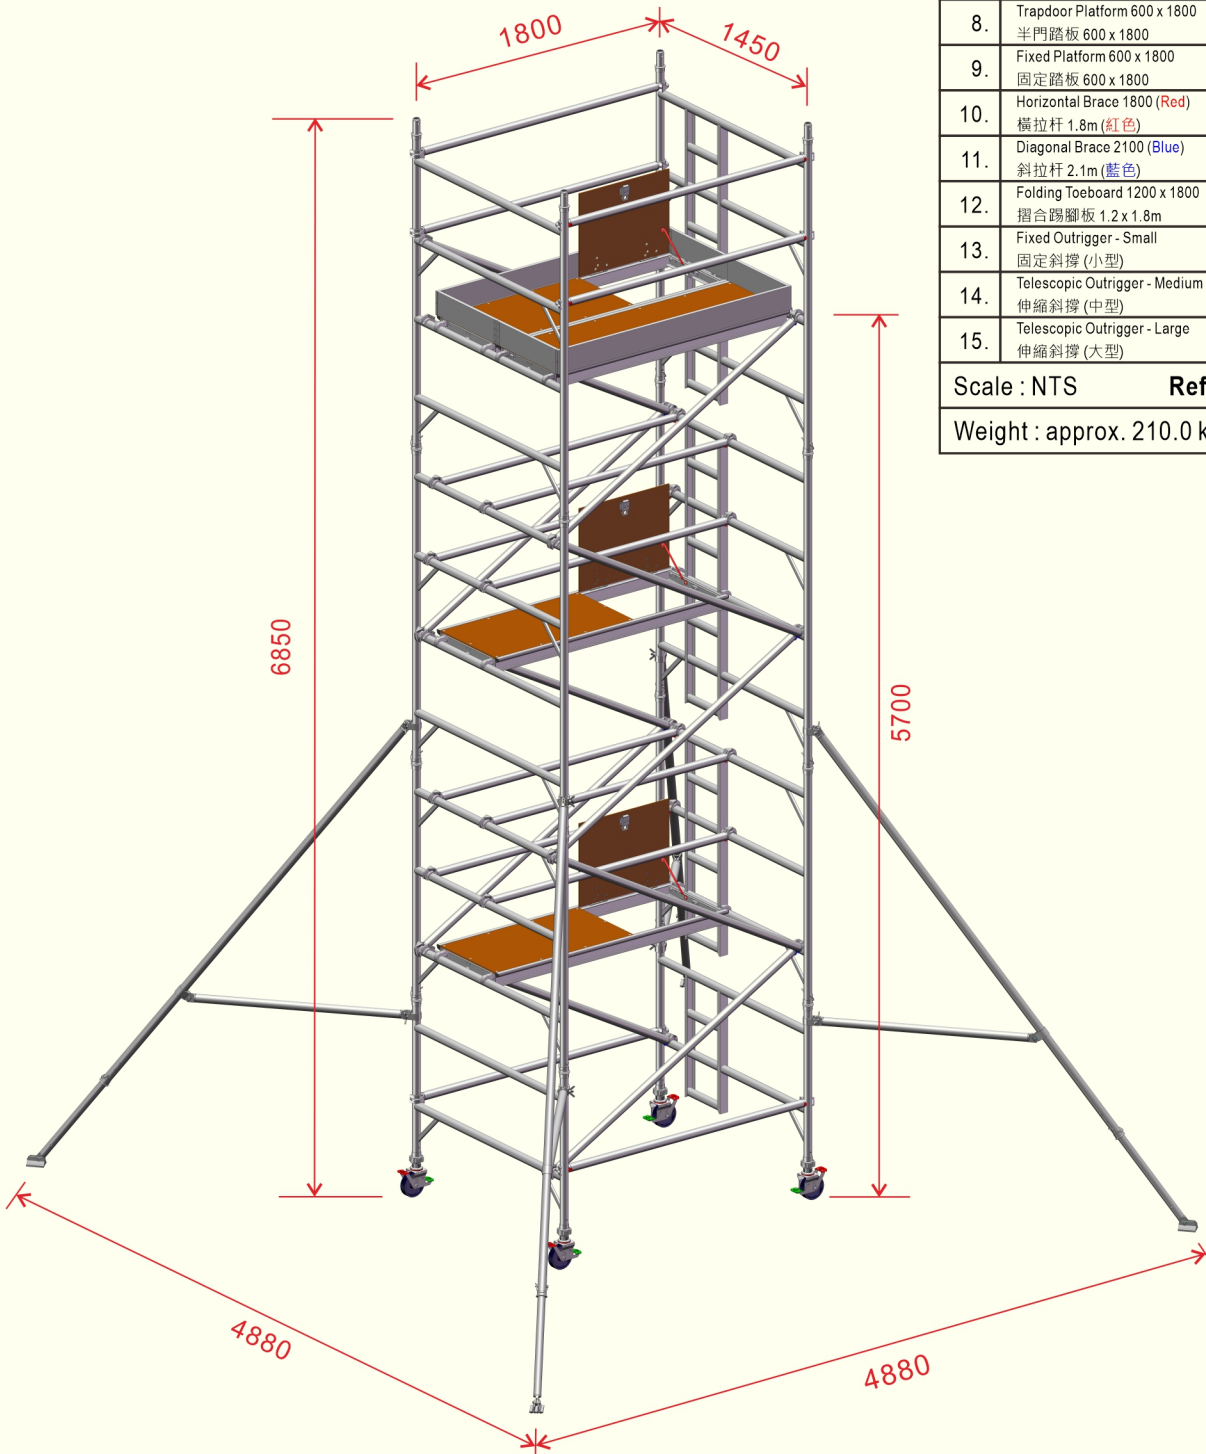 1800
1450
8.
Trapdoor Platform 600 x 1800
半門踏板 600 x 1800
9.
Fixed Platform 600 x 1800
固定踏板 600 x 1800
10.
Horizontal Brace 1800 (Red)
橫拉杆 1.8m (紅色)
11.
Diagonal Brace 2100 (Blue)
斜拉杆 2.1m (藍色)
12.
Folding Toeboard 1200 x 1800
摺合踢腳板 1.2 x 1.8m
13.
Fixed Outrigger - Small
固定斜撐 (小型)
14.
Telescopic Outrigger - Medium
伸縮斜撐 (中型)
15.
Telescopic Outrigger - Large
伸縮斜撐 (大型)
Scale : NTS Ref
Weight : approx. 210.0 k
6850
5700
4880
4880